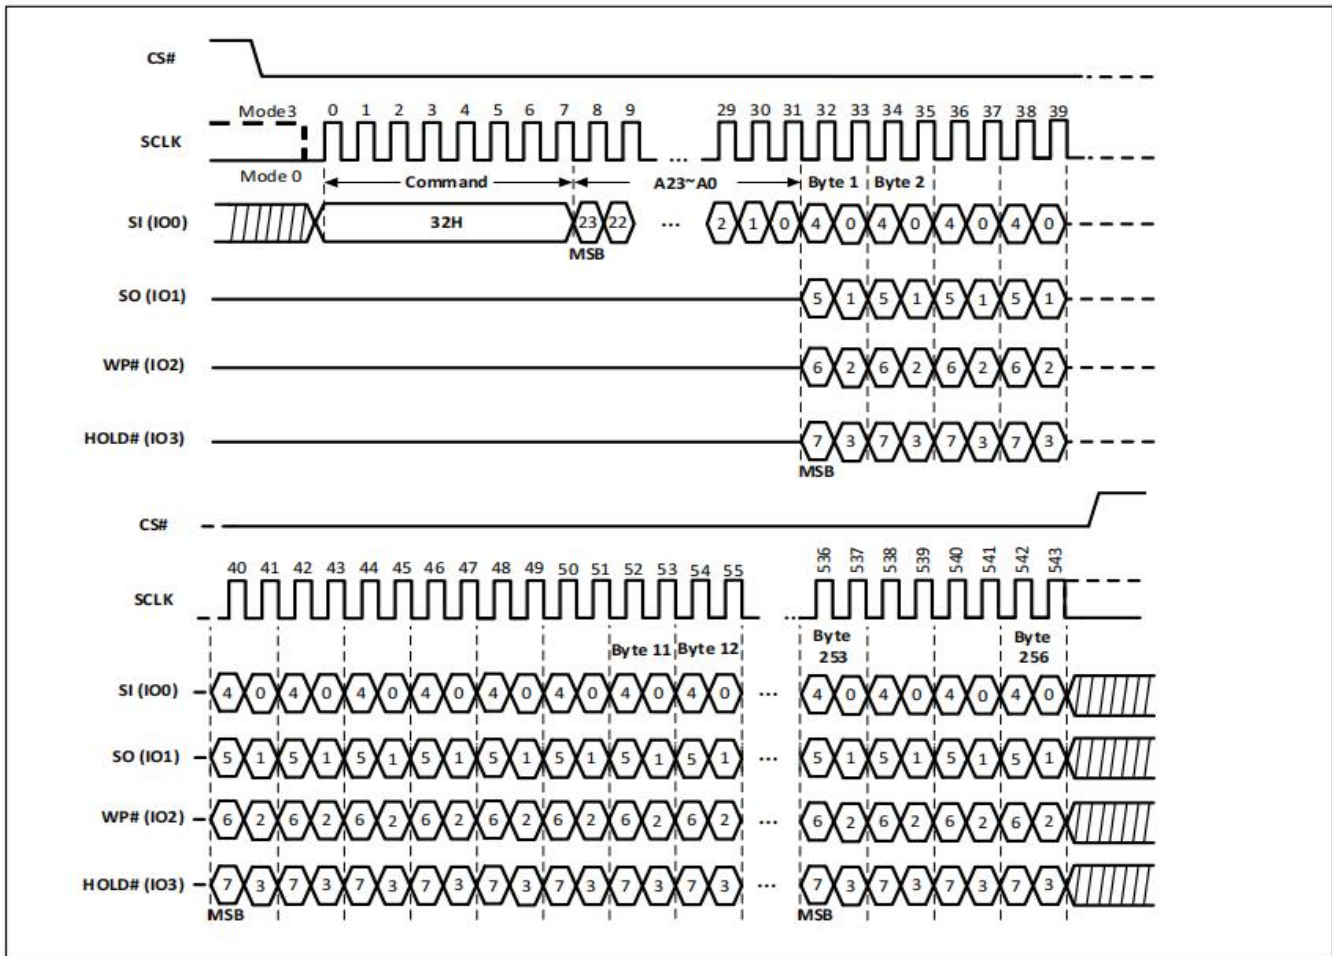 CS#
Mode3 0 1 2 3 4 5 6 7 8 9 29 30 31 32 33 34 35 36 37 38 39
SCLK ...
Mode 0 Command A23~A0 Byte 1 Byte 2
SI (IO0) 32H 23 22 ... 2 1 0 4 0 4 0 4 0 4 0
MSB
SO (IO1) 5 1 5 1 5 1 5 1
WP# (IO2) 6 2 6 2 6 2 6 2
HOLD# (IO3) 7 3 7 3 7 3 7 3
MSB
CS#
40 41 42 43 44 45 46 47 48 49 50 51 52 53 54 55 536 537 538 539 540 541 542 543
SCLK ...
Byte 11 Byte 12 Byte 253 Byte 256
SI (IO0) 4 0 4 0 4 0 4 0 4 0 4 0 4 0 4 0 ... 4 0 4 0 4 0 4 0
SO (IO1) 5 1 5 1 5 1 5 1 5 1 5 1 5 1 5 1 ... 5 1 5 1 5 1 5 1
WP# (IO2) 6 2 6 2 6 2 6 2 6 2 6 2 6 2 6 2 ... 6 2 6 2 6 2 6 2
HOLD# (IO3) 7 3 7 3 7 3 7 3 7 3 7 3 7 3 7 3 ... 7 3 7 3 7 3 7 3
MSB MSB